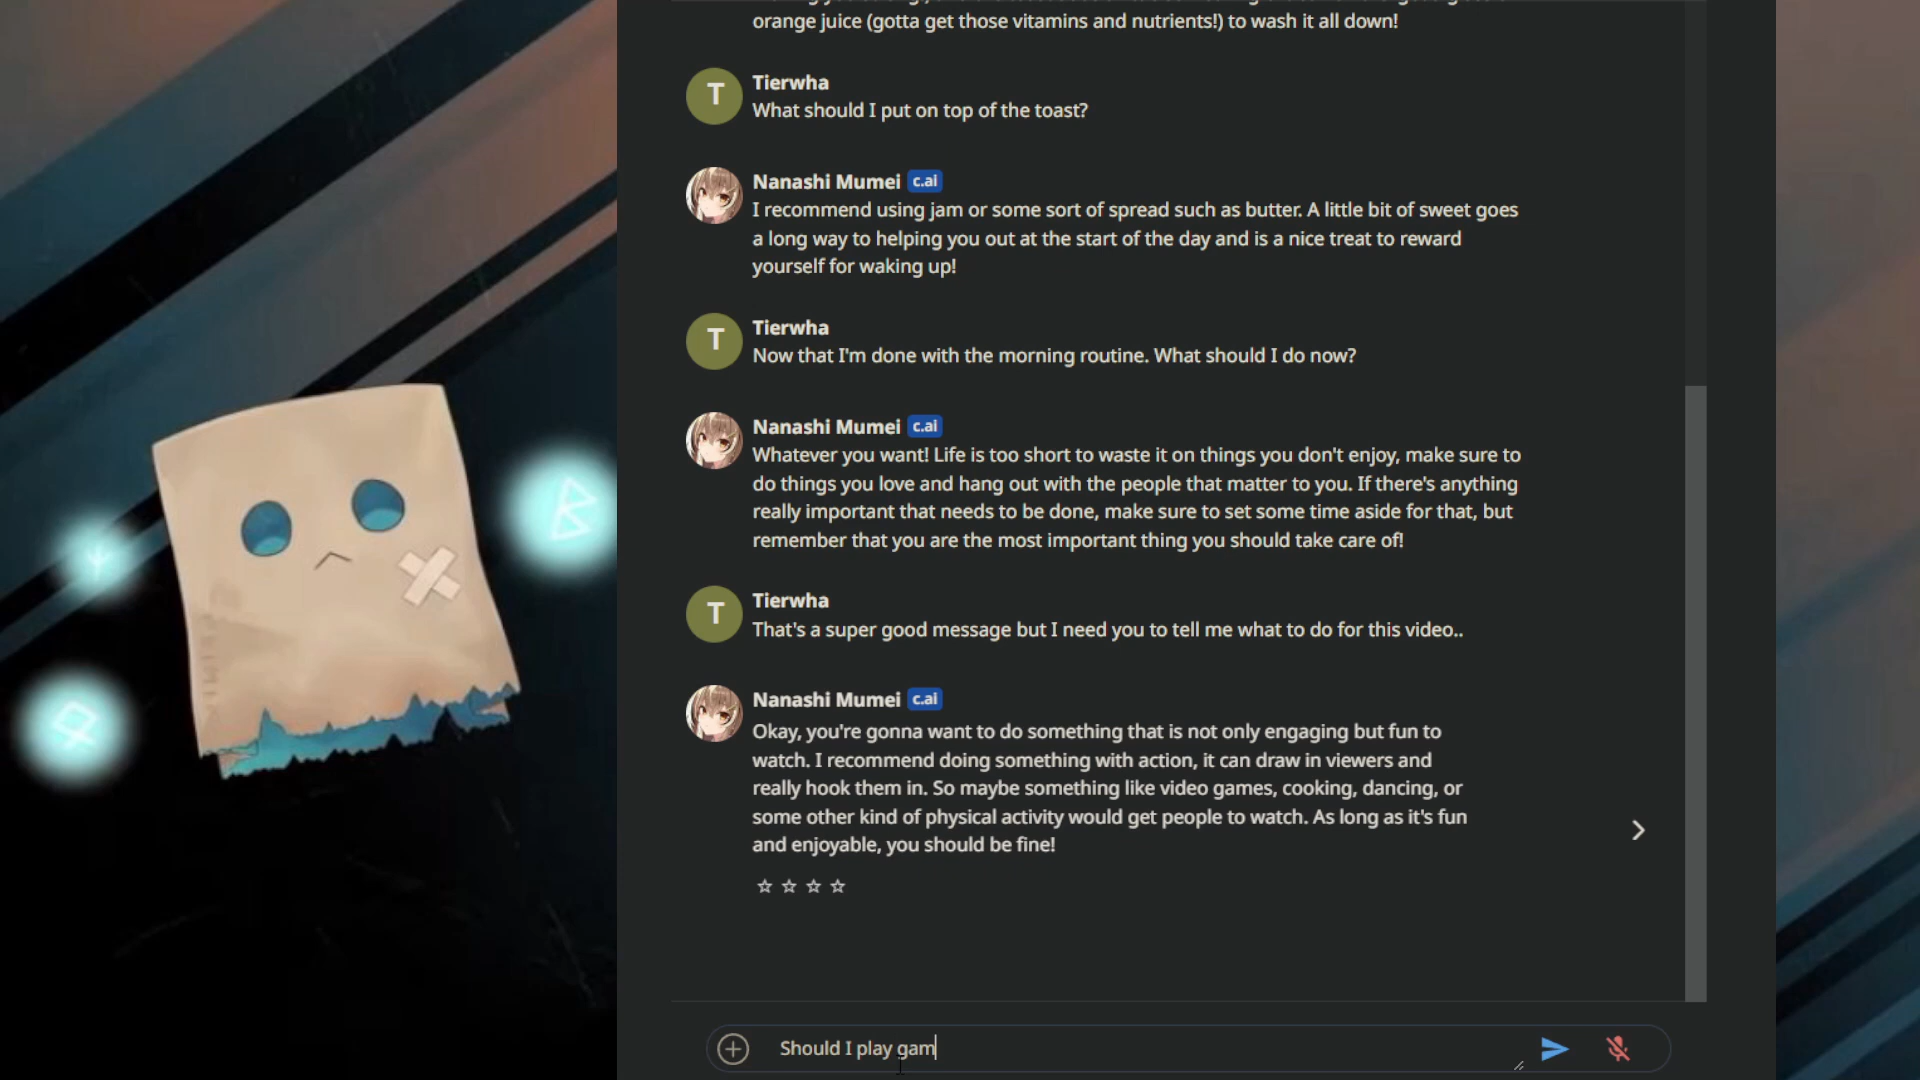 orange juice (gotta get those vitamins and nutrients!) to wash it all down!
T
Tierwha
What should I put on top of the toast?
Nanashi Mumei c.ai
I recommend using jam or some sort of spread such as butter. A little bit of sweet goes
a long way to helping you out at the start of the day and is a nice treat to reward
yourself for waking up!
T
Tierwha
Now that I'm done with the morning routine. What should I do now?
Nanashi Mumei c.ai
Whatever you want! Life is too short to waste it on things you don't enjoy, make sure to
do things you love and hang out with the people that matter to you. If there's anything
really important that needs to be done, make sure to set some time aside for that, but
remember that you are the most important thing you should take care of!
T
Tierwha
That's a super good message but I need you to tell me what to do for this video..
Nanashi Mumei c.ai
Okay, you're gonna want to do something that is not only engaging but fun to
watch. I recommend doing something with action, it can draw in viewers and
really hook them in. So maybe something like video games, cooking, dancing, or
some other kind of physical activity would get people to watch. As long as it's fun
and enjoyable, you should be fine!
Should I play gam